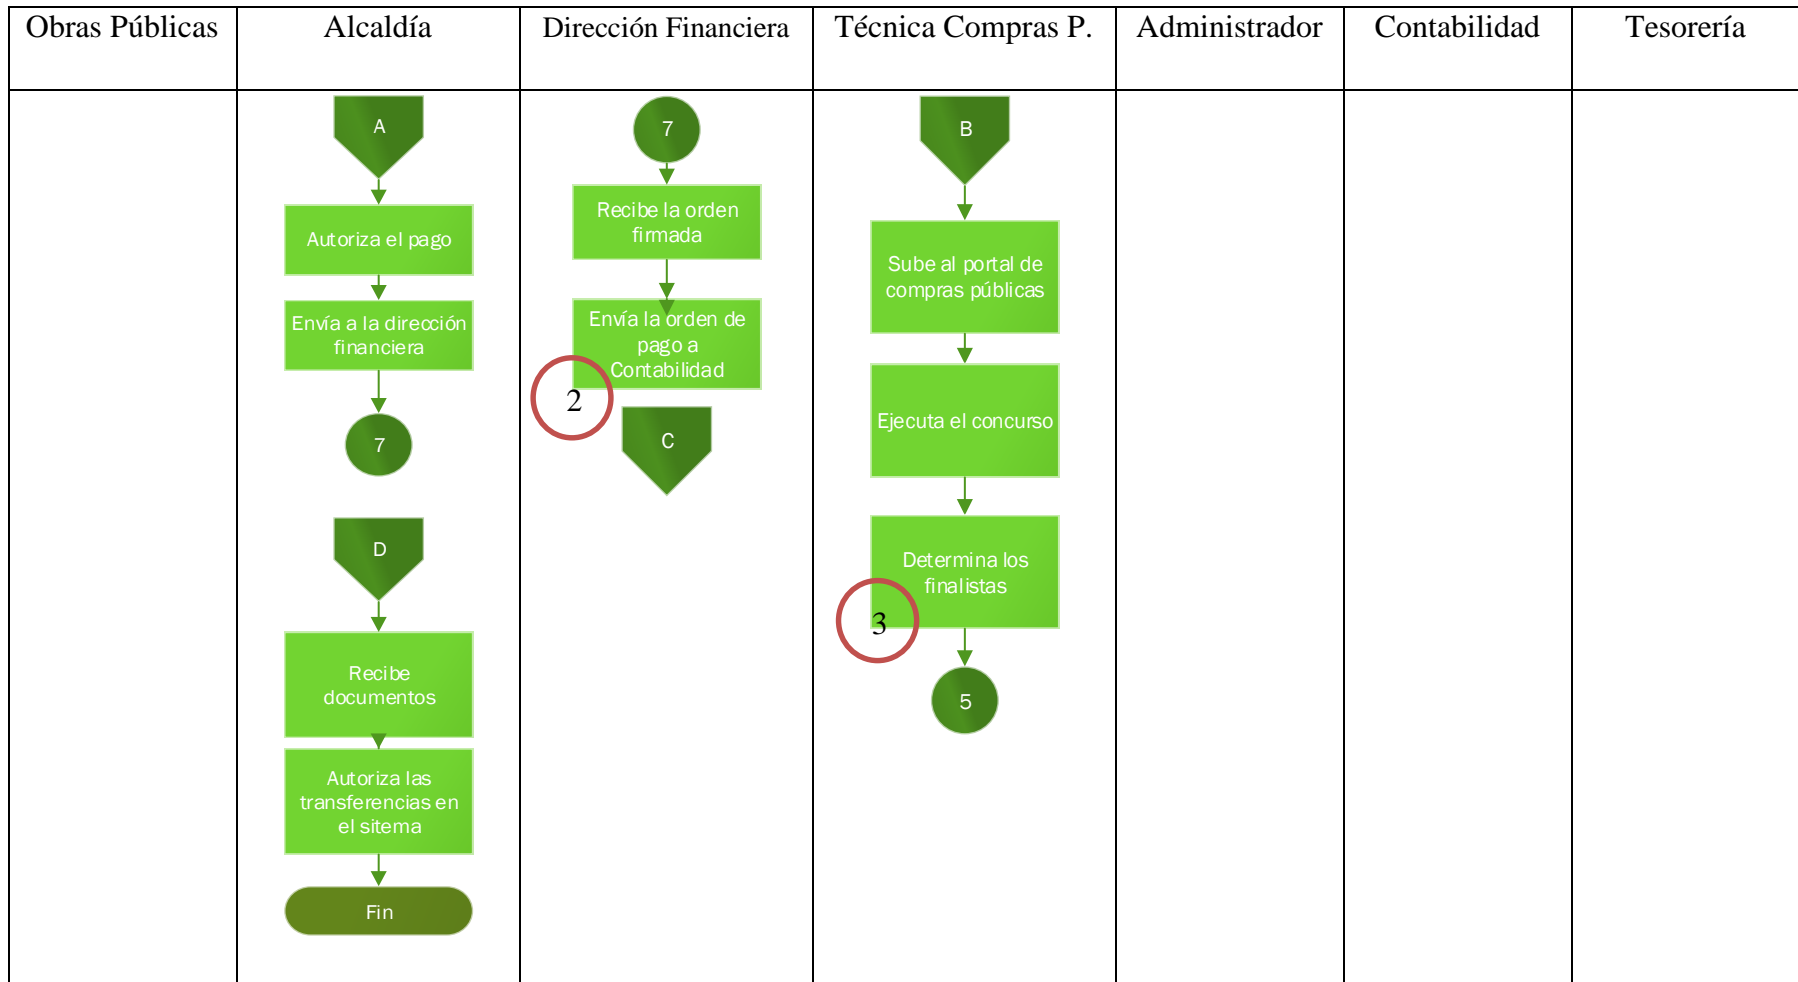 Obras Públicas
Alcaldía
Dirección Financiera
Técnica Compras P.
Administrador
Contabilidad
Tesorería
A
Autoriza el pago
Envía a la dirección
financiera
7
D
Recibe
documentos
Autoriza las
transferencias en
el sitema
Fin
7
Recibe la orden
firmada
Envía la orden de
pago a
Contabilidad
2
C
B
Sube al portal de
compras públicas
Ejecuta el concurso
Determina los
finalistas
3
5